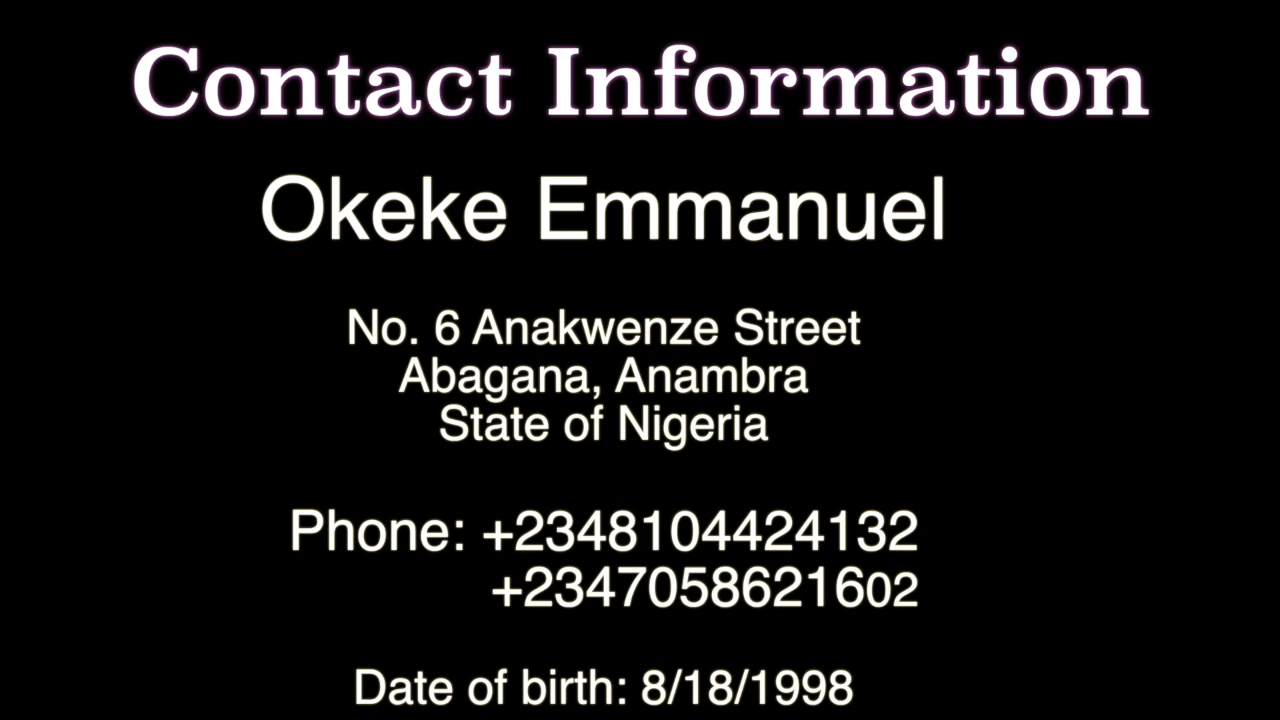 Contact Information
Okeke Emmanuel
No. 6 Anakwenze Street
Abagana, Anambra
State of Nigeria
Phone: +2348104424132
+2347058621602
Date of birth: 8/18/1998